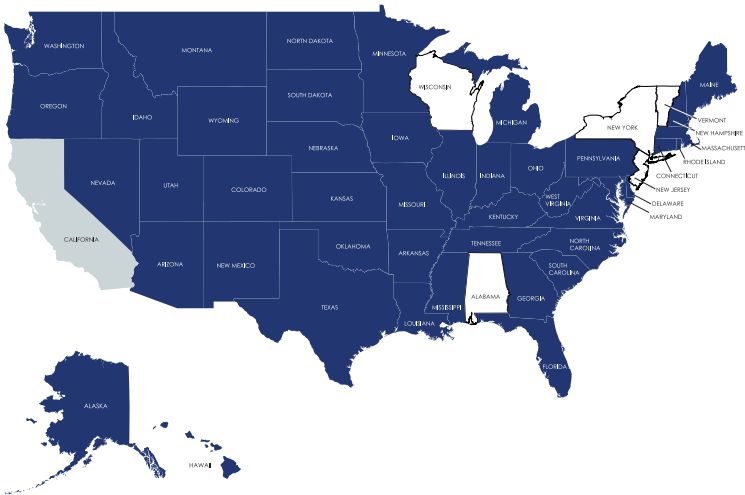 WASHINGTON
MONTANA
NORTH DAKOTA
MINNESOTA
OREGON
IDAHO
WYOMING
SOUTH DAKOTA
WISCONSIN
MICHIGAN
MAINE
VERMONT
NEW YORK
NEW HAMPSHIRE
MASSACHUSETT
RHODE ISLAND
CONNECTICUT
NEW JERSEY
DELAWARE
MARYLAND
NEVADA
UTAH
COLORADO
NEBRASKA
IOWA
ILLINOIS
INDIANA
OHIO
PENNSYLVANIA
CALIFORNIA
KANSAS
MISSOURI
KENTUCKY
WEST
VIRGINIA
VIRGINIA
ARIZONA
NEW MEXICO
OKLAHOMA
ARKANSAS
TENNESSEE
NORTH
CAROLINA
SOUTH
CAROLINA
TEXAS
LOUISIANA
MISSISSIPPI
ALABAMA
GEORGIA
FLORIDA
ALASKA
HAWAII